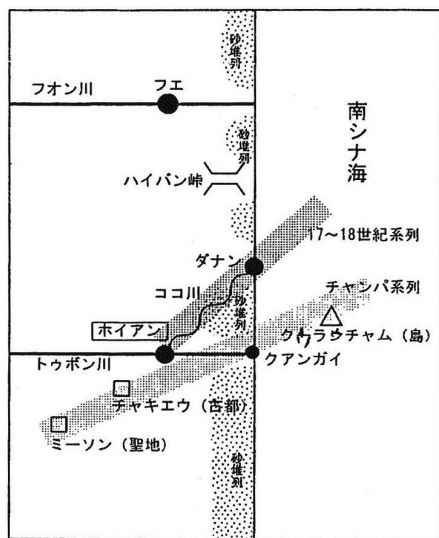 砂堆列
フオン川
フエ
南シナ海
砂堆列
ハイバン峠
17～18世紀系列
ダナン
チャンパ系列
ココ川
砂堆列
ホイアン
クウラウチャム（島）
トゥボン川
クアンガイ
チャキエウ（古都）
ミーソン（聖地）
砂堆列